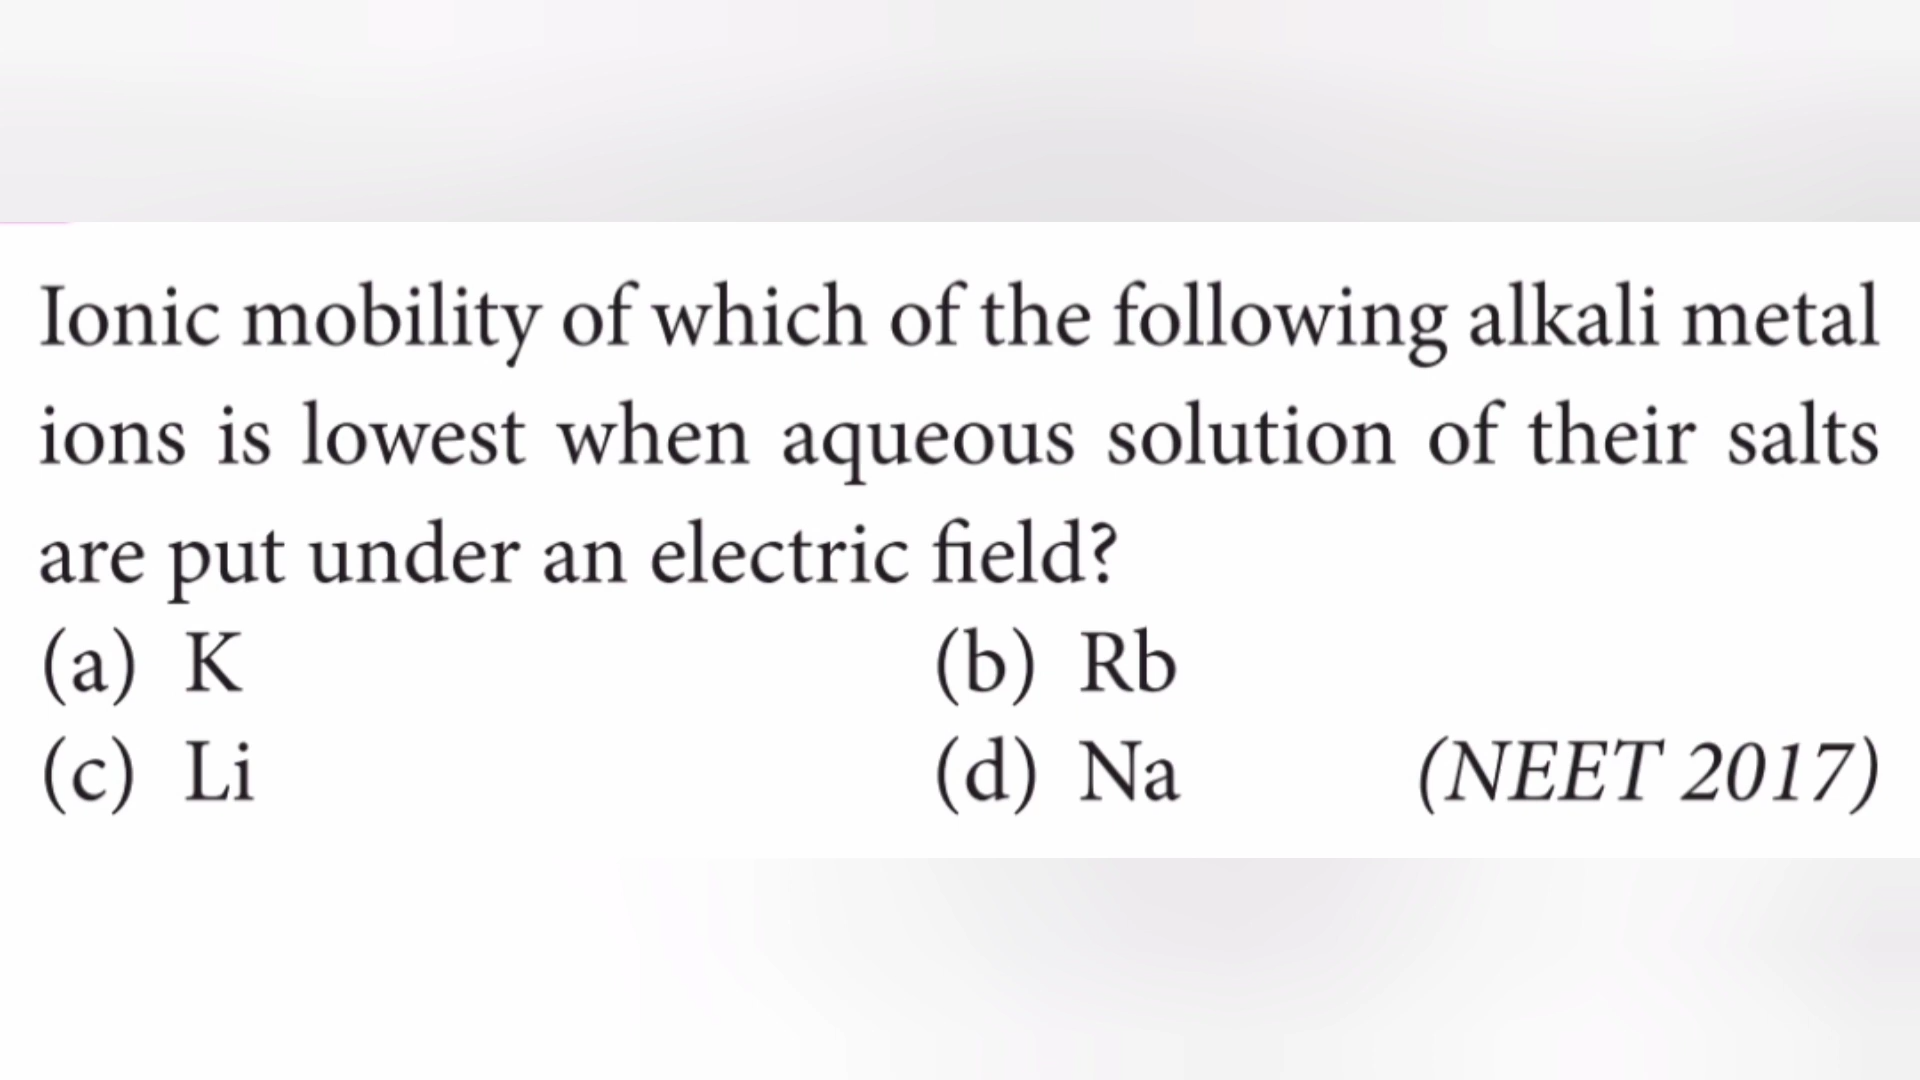 Ionic mobility of which of the following alkali metal
ions is lowest when aqueous solution of their salts
are put under an electric field?
(a) K (b) Rb
(c) Li (d) Na (NEET 2017)